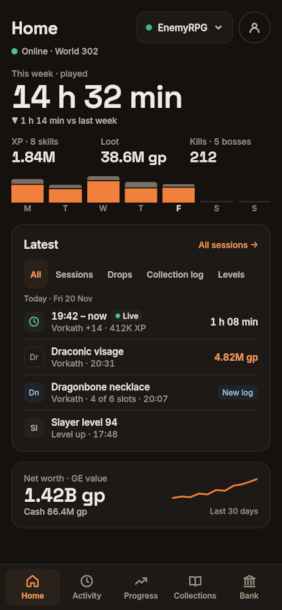 Home
EnemyRPG
Online · World 302
This week · played
14 h 32 min
▼ 1 h 14 min vs last week
XP · 8 skills
Loot
Kills · 5 bosses
1.84M
38.6M gp
212
M T W T F S S
Latest
All sessions →
All Sessions Drops Collection log Levels
Today · Fri 20 Nov
19:42 – now Live
Vorkath +14 · 412K XP
1 h 08 min
Dr
Draconic visage
Vorkath · 20:31
4.82M gp
Dn
Dragonbone necklace
Vorkath · 4 of 6 slots · 20:07
New log
Sl
Slayer level 94
Level up · 17:48
Net worth · GE value
1.42B gp
Cash 86.4M gp
Last 30 days
Home Activity Progress Collections Bank